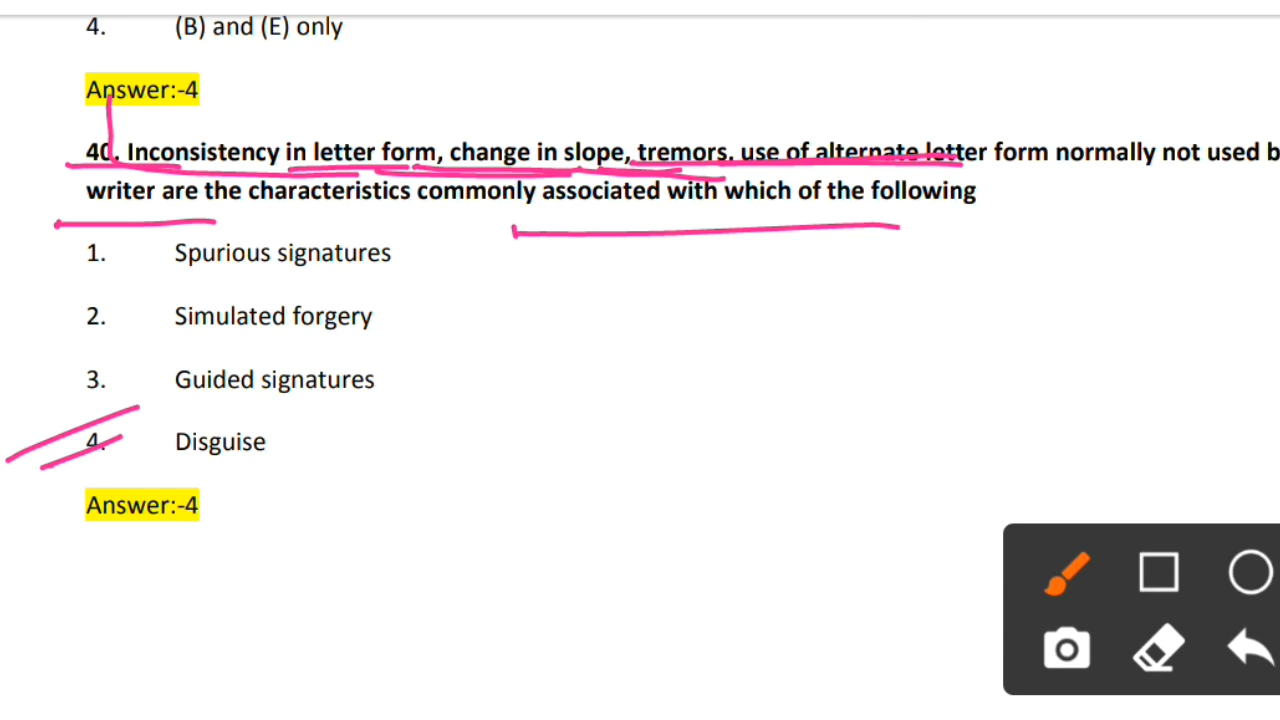 4. (B) and (E) only
Answer:-4
40. Inconsistency in letter form, change in slope, tremors, use of alternate letter form normally not used b
writer are the characteristics commonly associated with which of the following
1. Spurious signatures
2. Simulated forgery
3. Guided signatures
4. Disguise
Answer:-4